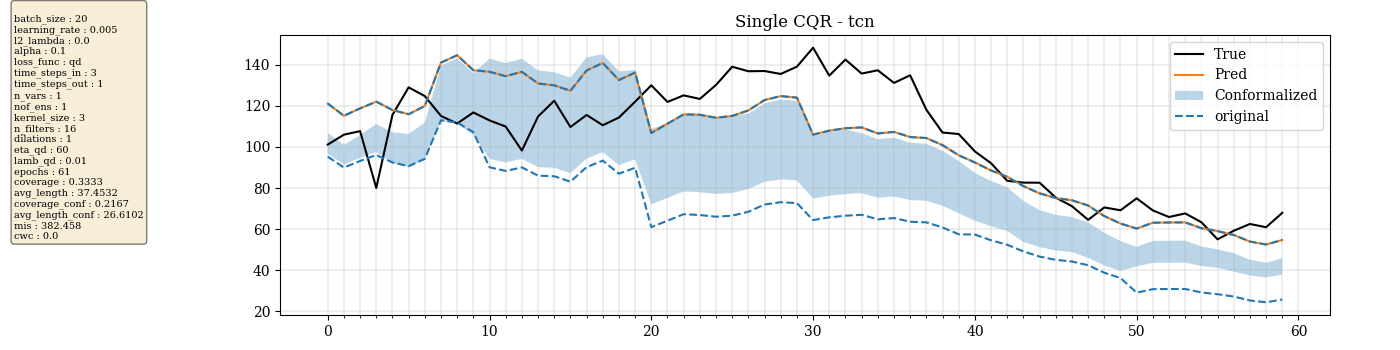 batch_size : 20
learning_rate : 0.005
l2_lambda : 0.0
alpha : 0.1
loss_func : qd
time_steps_in : 3
time_steps_out : 1
n_vars : 1
nof_ens : 1
kernel_size : 3
n_filters : 16
dilations : 1
eta_qd : 60
lamb_qd : 0.01
epochs : 61
coverage : 0.3333
avg_length : 37.4532
coverage_conf : 0.2167
avg_length_conf : 26.6102
mis : 382.458
cwc : 0.0
Single CQR - tcn
True
Pred
Conformalized
original
140
120
100
80
60
40
20
0 10 20 30 40 50 60